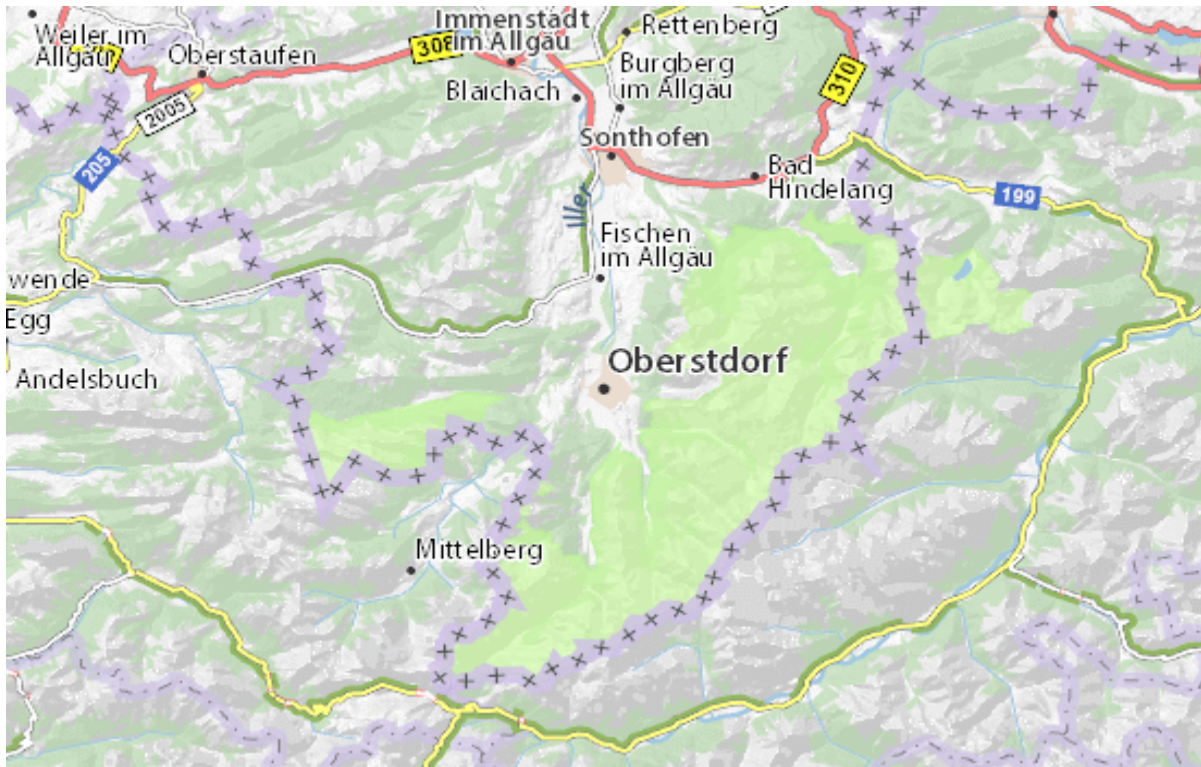 Immenstadt
im Allgäu
Rettenberg
Weiler im
Allgäu
Oberstaufen
308
Blaichach
Burgberg
im Allgäu
310
2005
Sonthofen
205
Bad
Hindelang
199
Iller
Fischen
im Allgäu
wende
Egg
Oberstdorf
Andelsbuch
Mittelberg